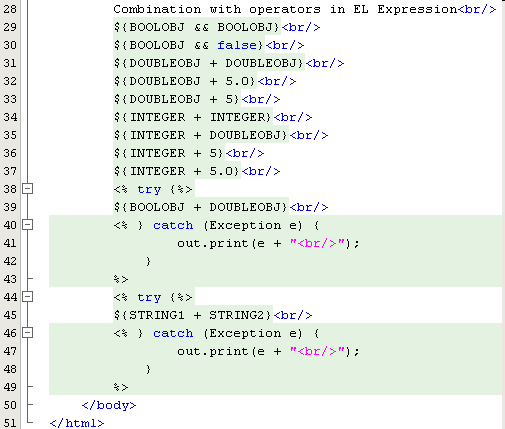 28 Combination with operators in EL Expression<br/>
29 ${BOOLOBJ && BOOLOBJ}<br/>
30 ${BOOLOBJ && false}<br/>
31 ${DOUBLEOBJ + DOUBLEOBJ}<br/>
32 ${DOUBLEOBJ + 5.0}<br/>
33 ${DOUBLEOBJ + 5}<br/>
34 ${INTEGER + INTEGER}<br/>
35 ${INTEGER + DOUBLEOBJ}<br/>
36 ${INTEGER + 5}<br/>
37 ${INTEGER + 5.0}<br/>
38 <% try {%>
39 ${BOOLOBJ + DOUBLEOBJ}<br/>
40 <% } catch (Exception e) {
41 out.print(e + "<br/>");
42 }
43 %>
44 <% try {%>
45 ${STRING1 + STRING2}<br/>
46 <% } catch (Exception e) {
47 out.print(e + "<br/>");
48 }
49 %>
50 </body>
51 </html>